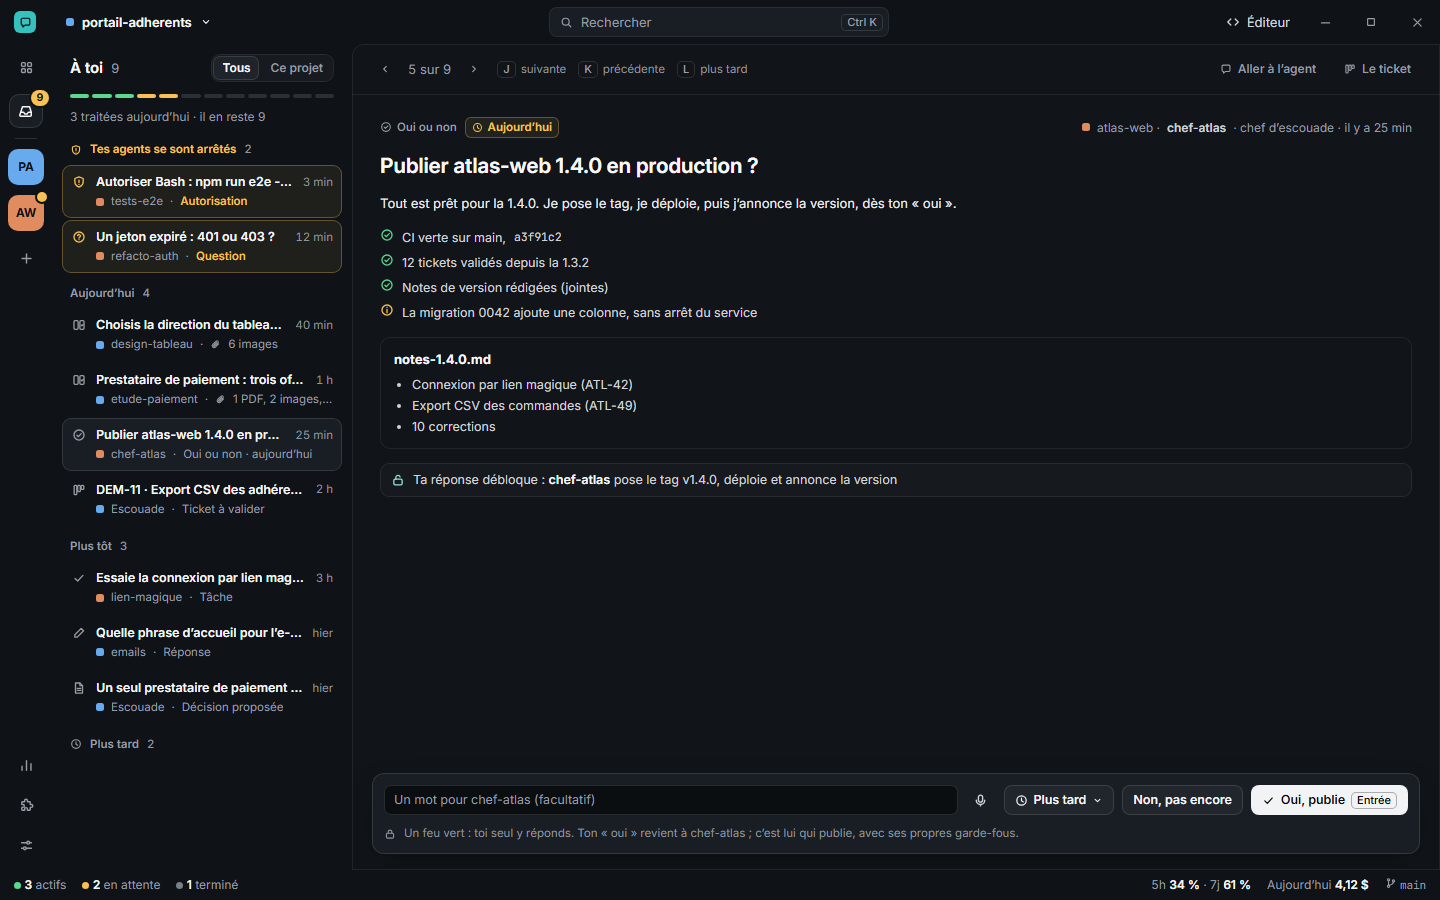 portail-adherents
Rechercher
Ctrl K
Éditeur
À toi 9
Tous
Ce projet
5 sur 9
J suivante
K précédente
L plus tard
Aller à l’agent
Le ticket
9
3 traitées aujourd’hui · il en reste 9
Tes agents se sont arrêtés 2
PA
AW
Autoriser Bash : npm run e2e -... 3 min
tests-e2e · Autorisation
Un jeton expiré : 401 ou 403 ? 12 min
refacto-auth · Question
Aujourd’hui 4
Choisis la direction du tablea... 40 min
design-tableau · 6 images
Prestataire de paiement : trois of... 1 h
etude-paiement · 1 PDF, 2 images,...
Publier atlas-web 1.4.0 en pr... 25 min
chef-atlas · Oui ou non · aujourd’hui
DEM-11 · Export CSV des adhére... 2 h
Escouade · Ticket à valider
Plus tôt 3
Essaie la connexion par lien mag... 3 h
lien-magique · Tâche
Quelle phrase d’accueil pour l’e-... hier
emails · Réponse
Un seul prestataire de paiement ... hier
Escouade · Décision proposée
Plus tard 2
Oui ou non
Aujourd’hui
atlas-web · chef-atlas · chef d’escouade · il y a 25 min
Publier atlas-web 1.4.0 en production ?
Tout est prêt pour la 1.4.0. Je pose le tag, je déploie, puis j’annonce la version, dès ton « oui ».
CI verte sur main, a3f91c2
12 tickets validés depuis la 1.3.2
Notes de version rédigées (jointes)
La migration 0042 ajoute une colonne, sans arrêt du service
notes-1.4.0.md
• Connexion par lien magique (ATL-42)
• Export CSV des commandes (ATL-49)
• 10 corrections
Ta réponse débloque : chef-atlas pose le tag v1.4.0, déploie et annonce la version
Un mot pour chef-atlas (facultatif)
Plus tard
Non, pas encore
Oui, publie Entrée
Un feu vert : toi seul y réponds. Ton « oui » revient à chef-atlas ; c’est lui qui publie, avec ses propres garde-fous.
3 actifs
2 en attente
1 terminé
5h 34 % · 7j 61 %
Aujourd’hui 4,12 $
main